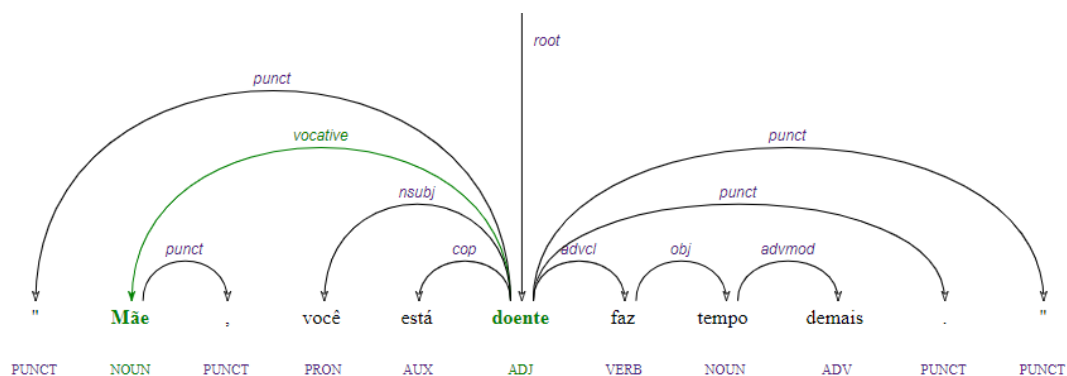 root
punct
vocative punct
nsubj punct
punct cop advcl obj advmod
" Mãe , você está doente faz tempo demais . "
PUNCT NOUN PUNCT PRON AUX ADJ VERB NOUN ADV PUNCT PUNCT